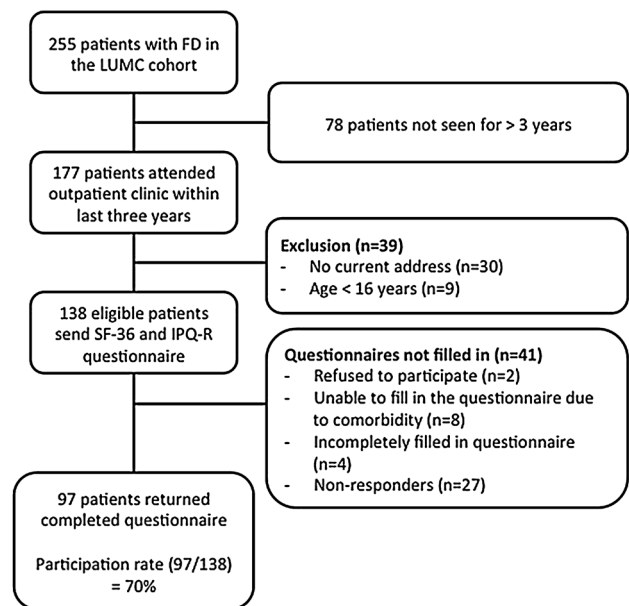 255 patients with FD in
the LUMC cohort
78 patients not seen for > 3 years
177 patients attended
outpatient clinic within
last three years
Exclusion (n=39)
- No current address (n=30)
- Age < 16 years (n=9)
138 eligible patients
send SF-36 and IPQ-R
questionnaire
Questionnaires not filled in (n=41)
- Refused to participate (n=2)
- Unable to fill in the questionnaire due
to comorbidity (n=8)
- Incompletely filled in questionnaire
(n=4)
- Non-responders (n=27)
97 patients returned
completed questionnaire
Participation rate (97/138)
= 70%